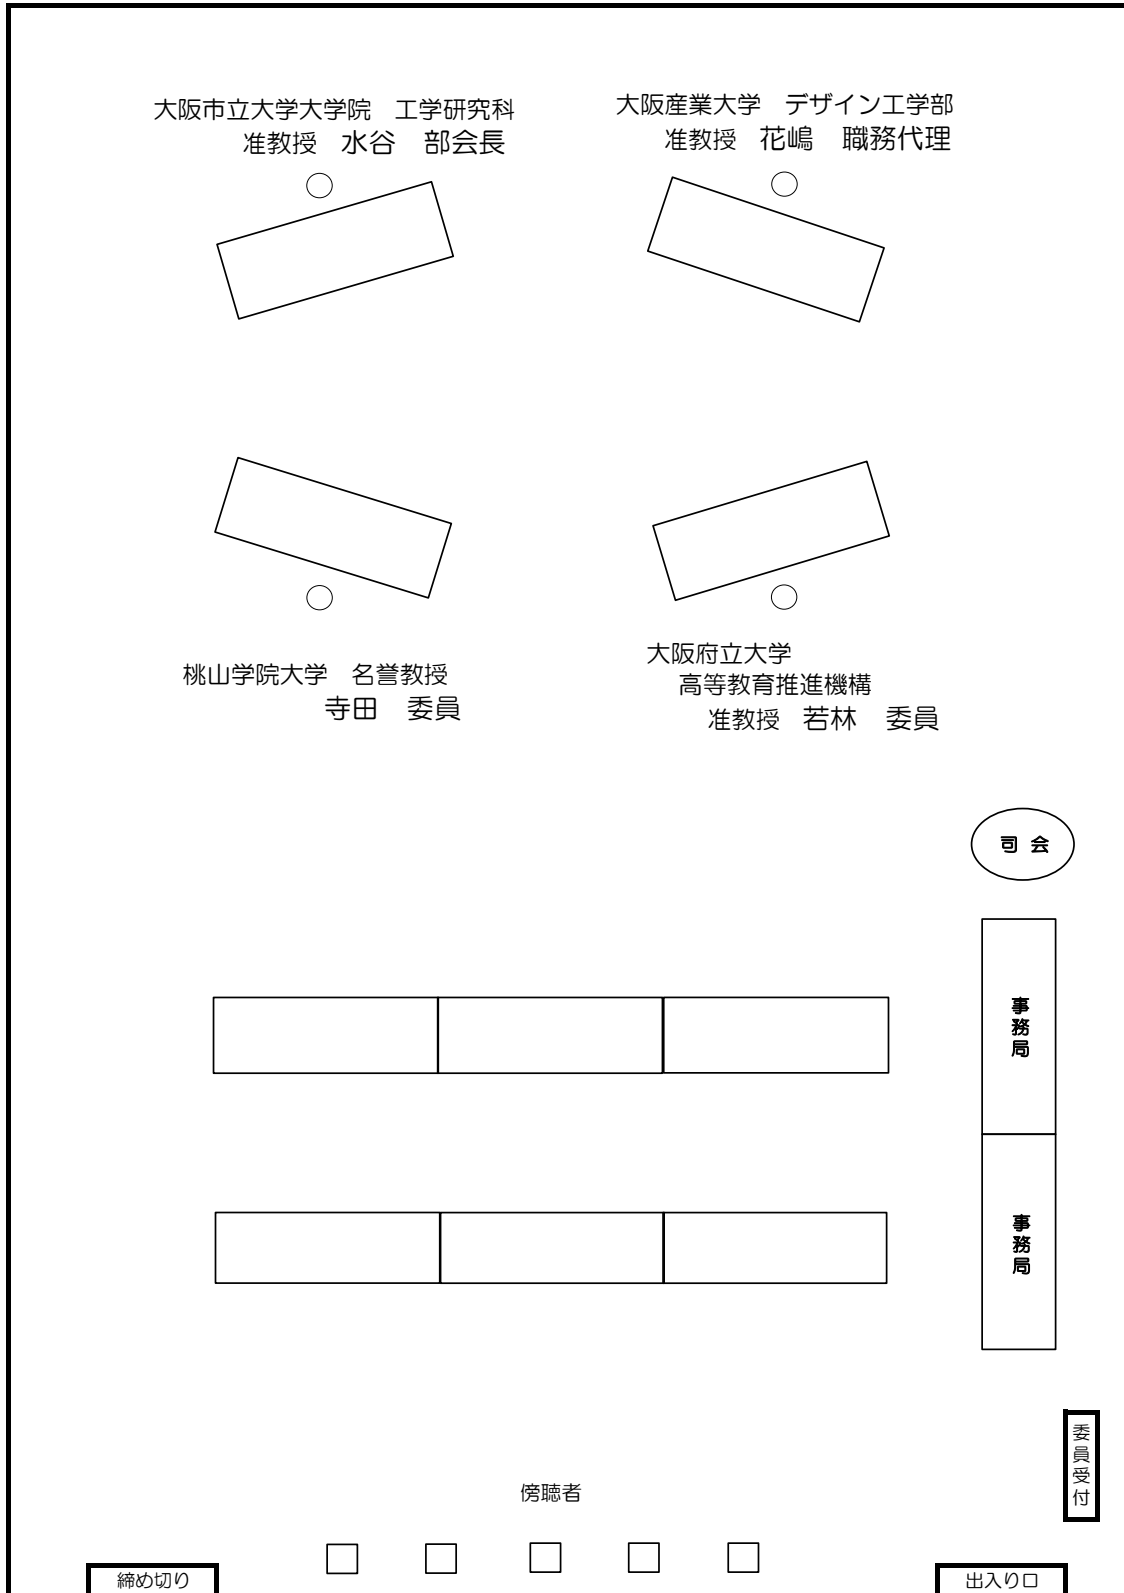 大阪市立大学大学院　工学研究科
准教授　水谷　部会長
大阪産業大学　デザイン工学部
准教授　花嶋　職務代理
桃山学院大学　名誉教授
寺田　委員
大阪府立大学
高等教育推進機構
准教授　若林　委員
司 会
事務局
事務局
委員受付
傍聴者
締め切り
出入り口